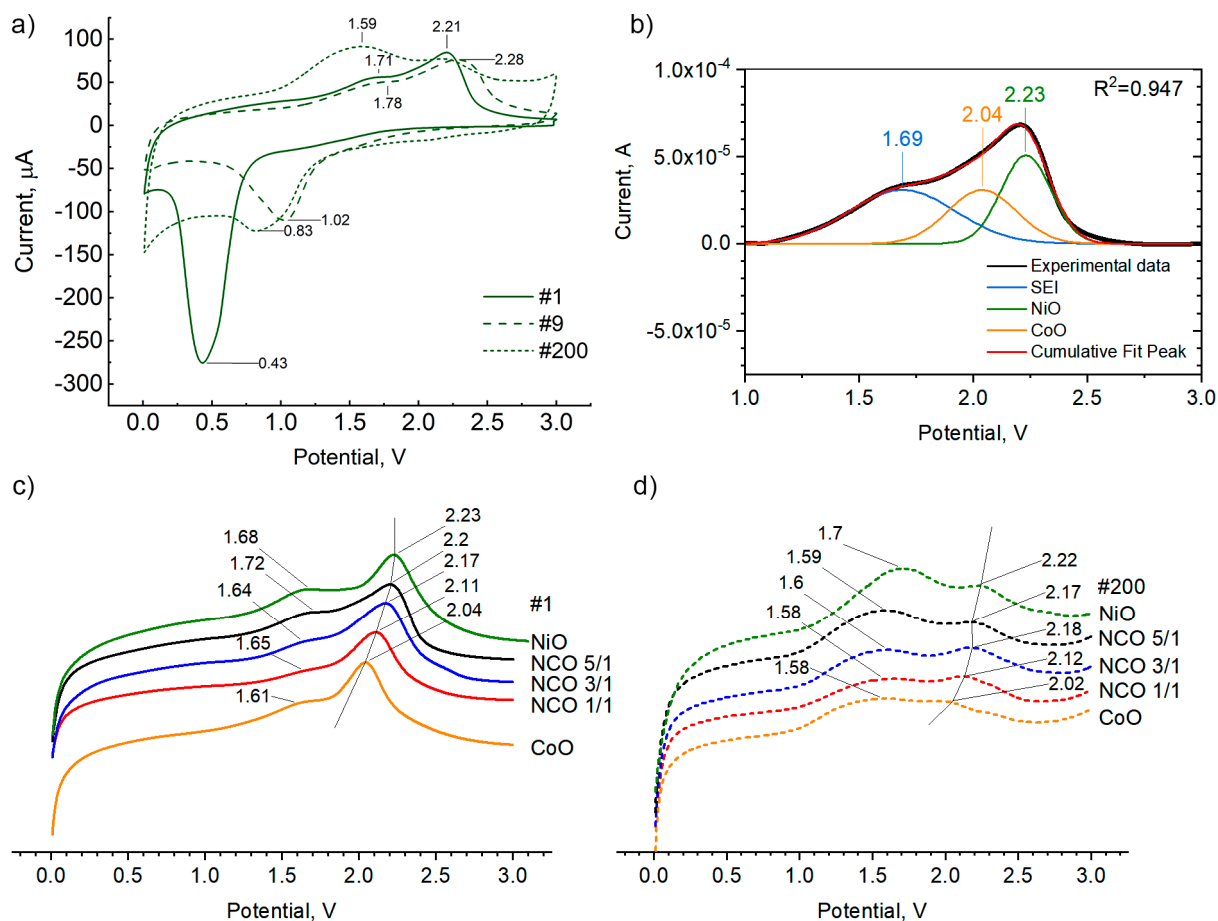 a)
100
50
0
-50
-100
-150
-200
-250
-300
Current, µA
0.0 0.5 1.0 1.5 2.0 2.5 3.0
Potential, V
1.59
2.21
1.71
2.28
1.78
1.02
0.83
0.43
#1
#9
#200
b)
1.0x10⁻⁴
5.0x10⁻⁵
0.0
-5.0x10⁻⁵
Current, A
1.0 1.5 2.0 2.5 3.0
Potential, V
R²=0.947
2.23
2.04
1.69
Experimental data
SEI
NiO
CoO
Cumulative Fit Peak
c)
2.23
1.68
2.2
1.72
2.17
1.64
2.11
2.04
1.65
1.61
#1
NiO
NCO 5/1
NCO 3/1
NCO 1/1
CoO
0.0 0.5 1.0 1.5 2.0 2.5 3.0
Potential, V
d)
1.7
1.59
2.22
1.6
2.17
1.58
2.18
2.12
1.58
2.02
#200
NiO
NCO 5/1
NCO 3/1
NCO 1/1
CoO
0.0 0.5 1.0 1.5 2.0 2.5 3.0
Potential, V